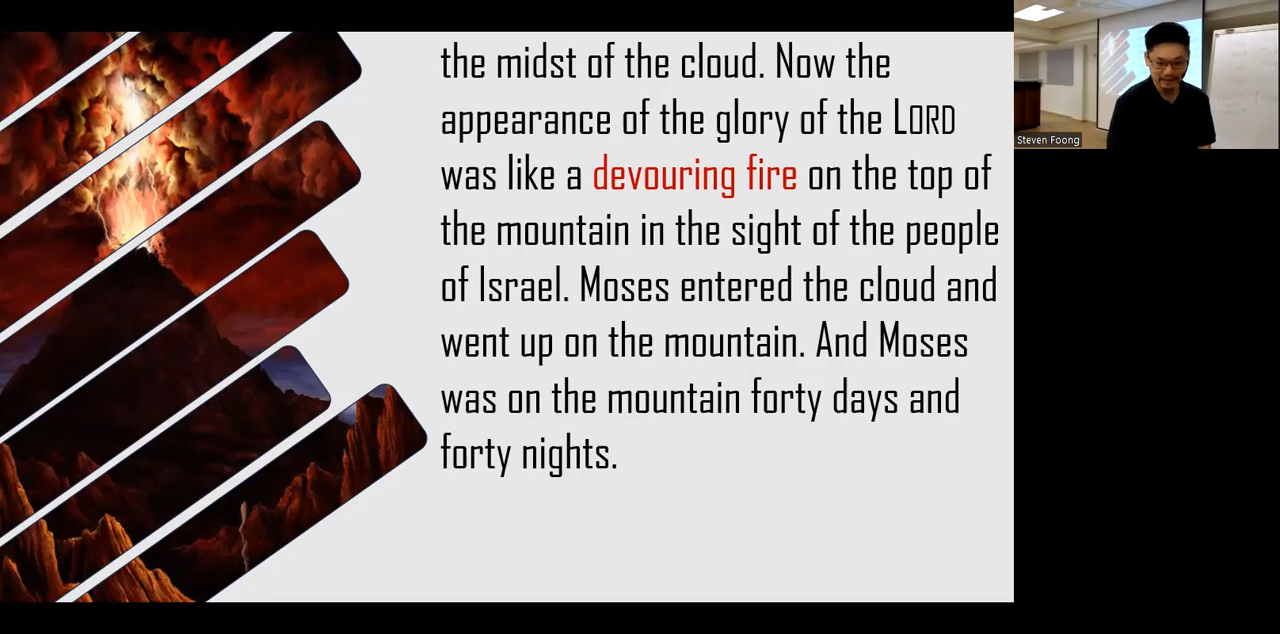 the midst of the cloud. Now the
appearance of the glory of the LORD
was like a devouring fire on the top of
the mountain in the sight of the people
of Israel. Moses entered the cloud and
went up on the mountain. And Moses
was on the mountain forty days and
forty nights.
Steven Foong